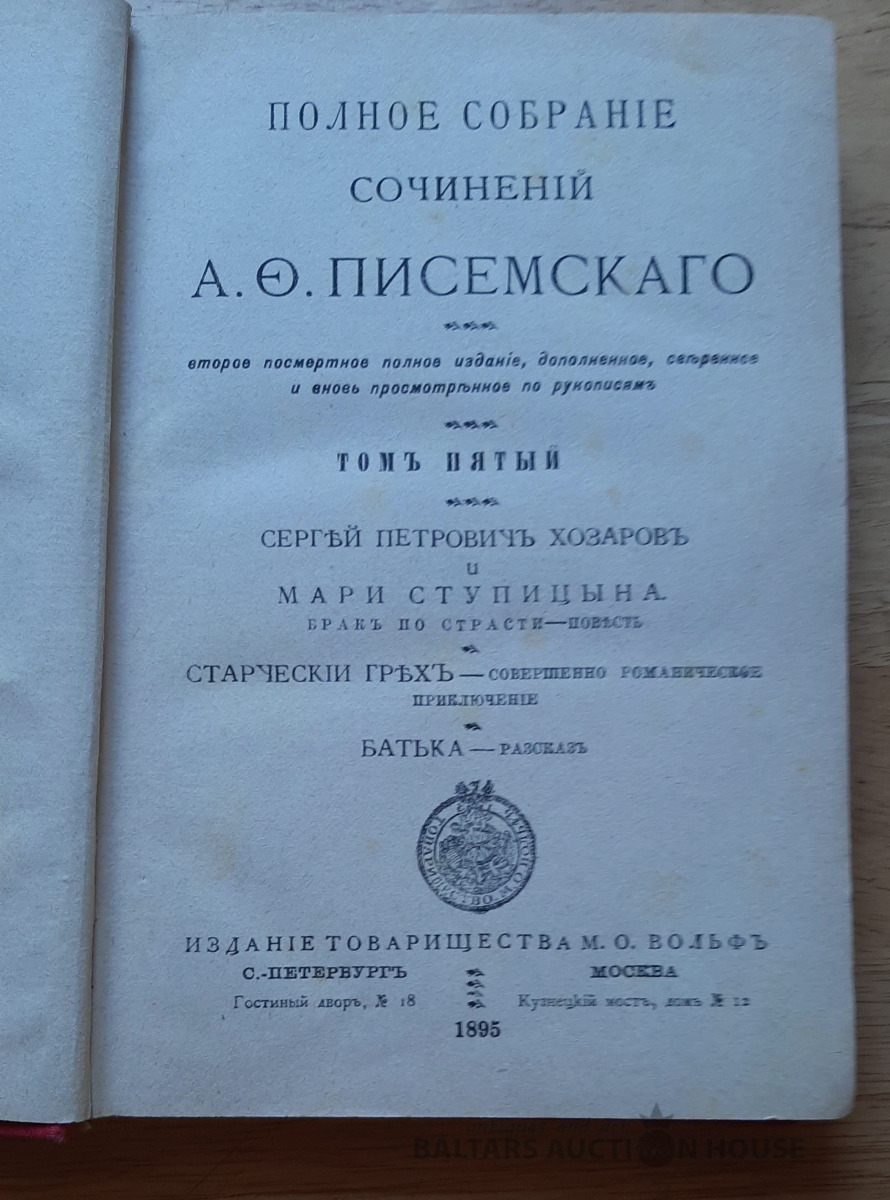 ПОЛНОЕ СОБРАНІЕ
СОЧИНЕНІЙ
А. Ѳ. ПИСЕМСКАГО
второе посмертное полное изданіе, дополненное, свѣренное
и вновь просмотрѣнное по рукописямъ
ТОМЪ ПЯТЫЙ
СЕРГѢЙ ПЕТРОВИЧЪ ХОЗАРОВЪ
и
МАРИ СТУПИЦЫНА.
БРАКЪ ПО СТРАСТИ—ПОВѢСТЬ
СТАРЧЕСКІЙ ГРѢХЪ — СОВЕРШЕННО РОМАНИЧЕСКОЕ
ПРИКЛЮЧЕНІЕ
БАТЬКА — РАЗСКАЗЪ
ИЗДАНІЕ ТОВАРИЩЕСТВА М. О. ВОЛЬФЪ
С.-ПЕТЕРБУРГЪ
Гостиный дворъ, № 18
МОСКВА
Кузнецкій мостъ, домъ № 12
1895
BALTARS AUCTION HOUSE